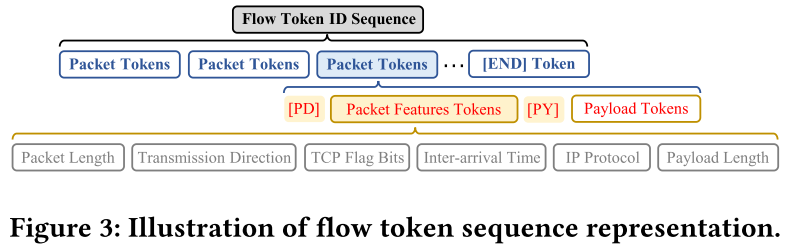 Flow Token ID Sequence
Packet Tokens Packet Tokens Packet Tokens ··· [END] Token
[PD] Packet Features Tokens [PY] Payload Tokens
Packet Length Transmission Direction TCP Flag Bits Inter-arrival Time IP Protocol Payload Length
Figure 3: Illustration of flow token sequence representation.